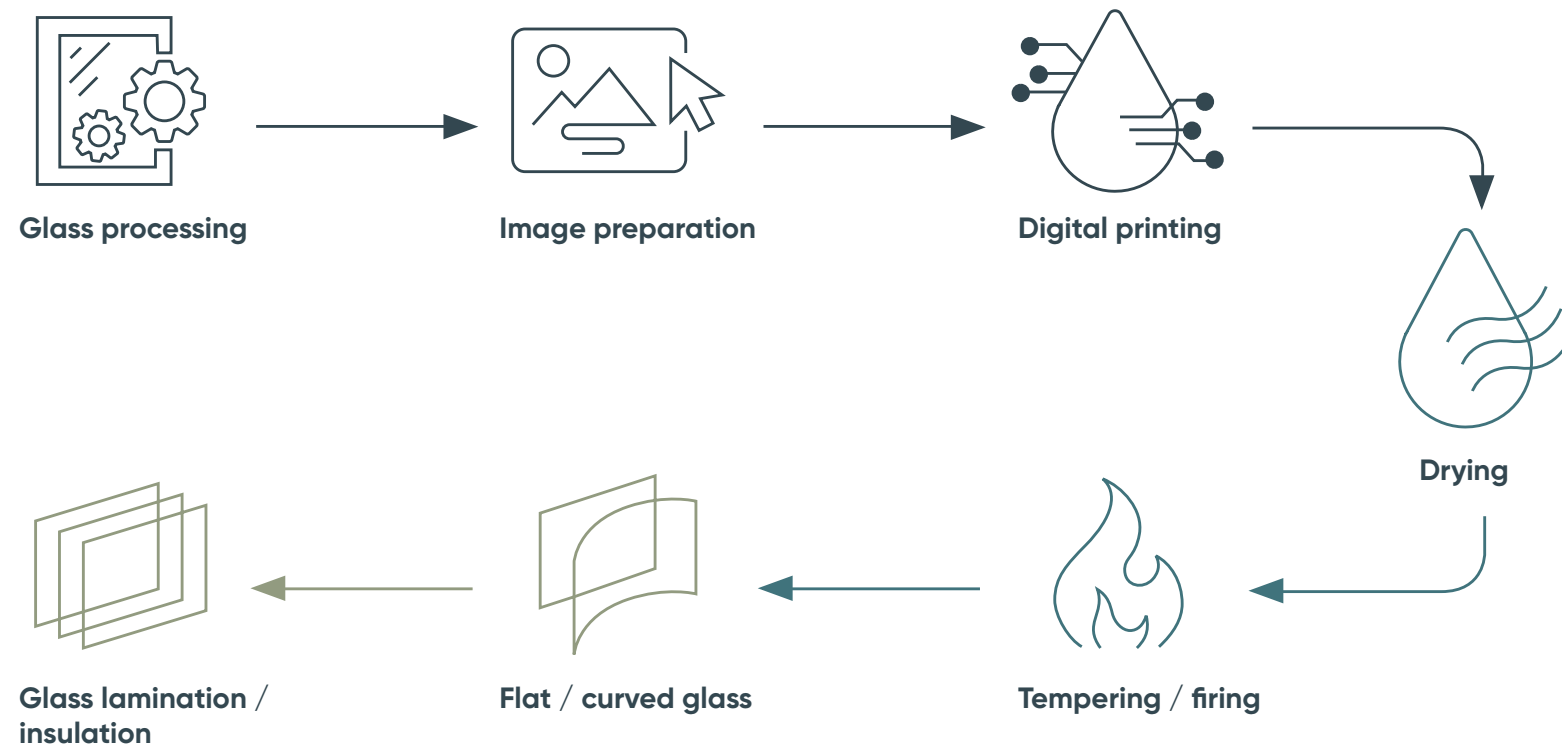 Glass processing
Image preparation
Digital printing
Drying
Tempering / firing
Flat / curved glass
Glass lamination /
insulation